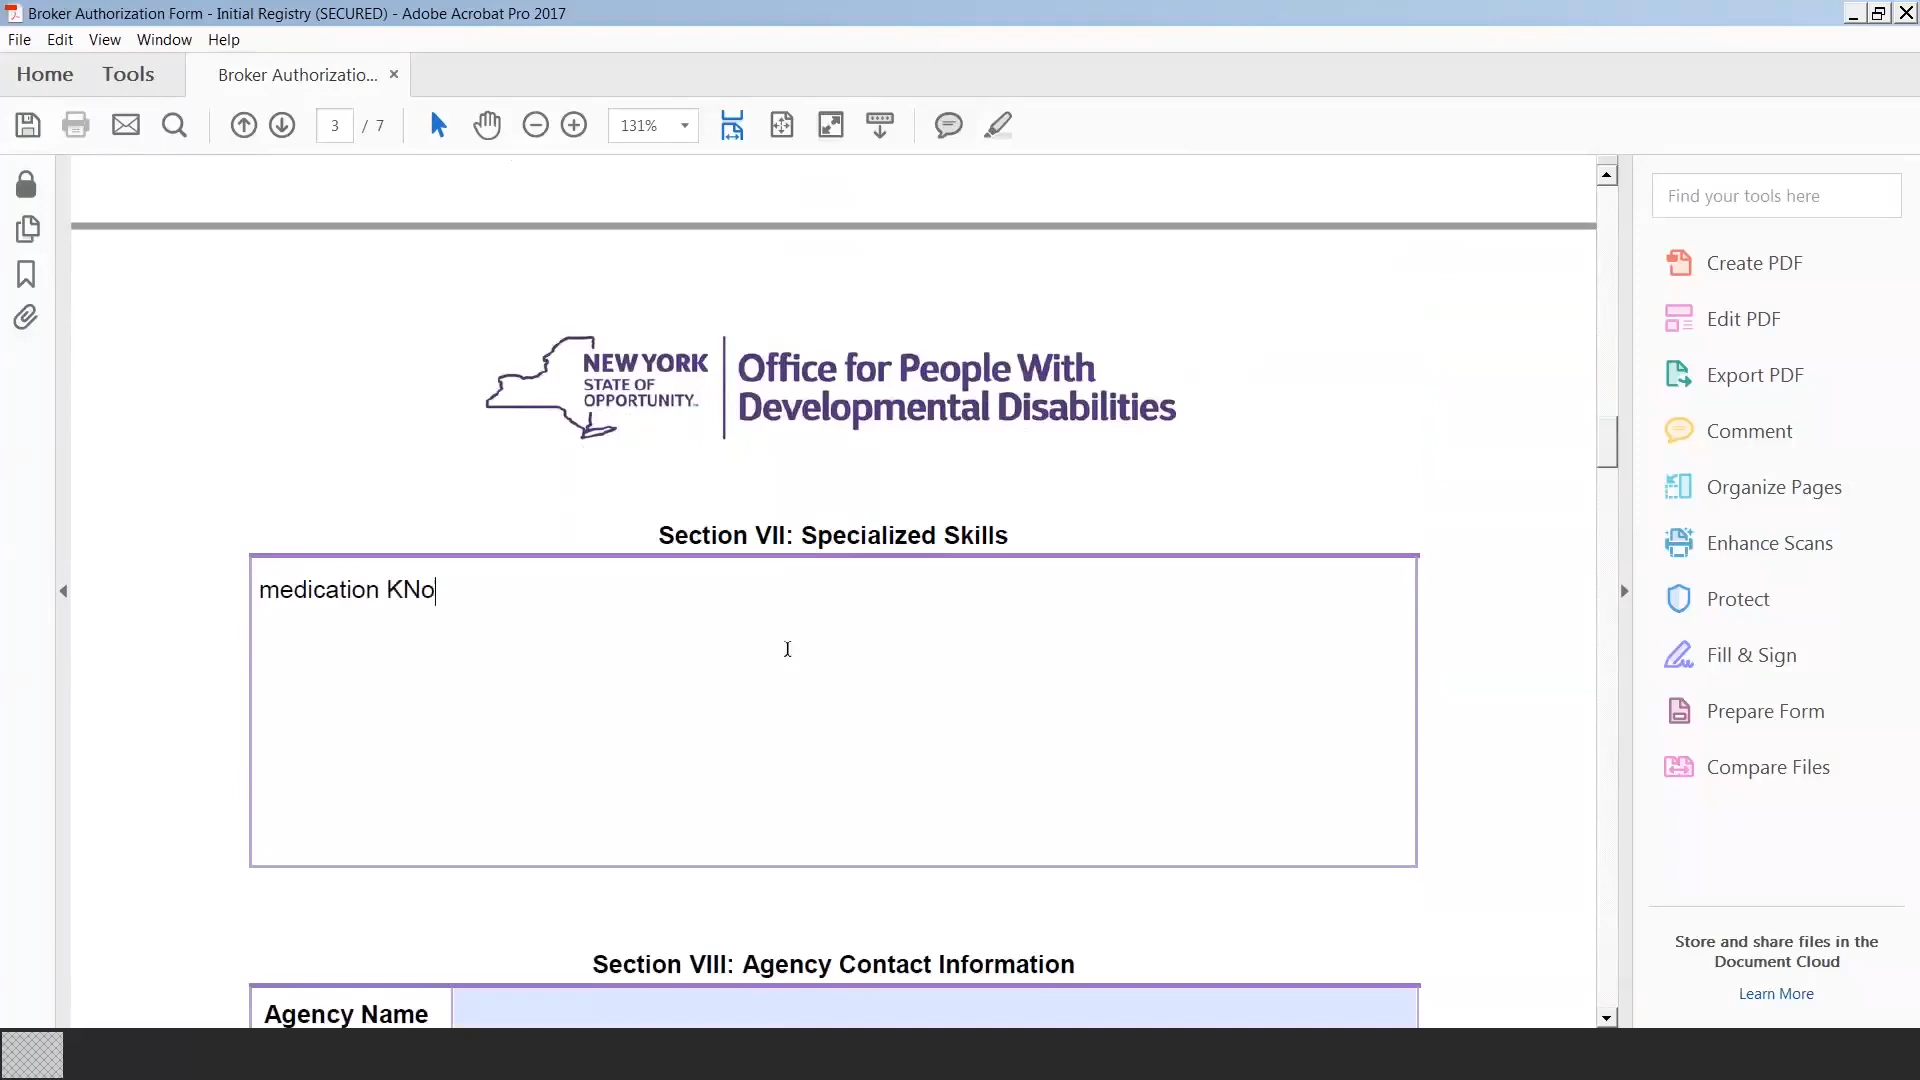 Broker Authorization Form - Initial Registry (SECURED) - Adobe Acrobat Pro 2017
File Edit View Window Help
Home Tools Broker Authorizatio... ×
3 / 7 131%
Find your tools here
Create PDF
Edit PDF
Export PDF
Comment
Organize Pages
Enhance Scans
Protect
Fill & Sign
Prepare Form
Compare Files
Store and share files in the
Document Cloud
Learn More
NEW YORK
STATE OF
OPPORTUNITY™
Office for People With
Developmental Disabilities
Section VII: Specialized Skills
medication KNo
Section VIII: Agency Contact Information
Agency Name